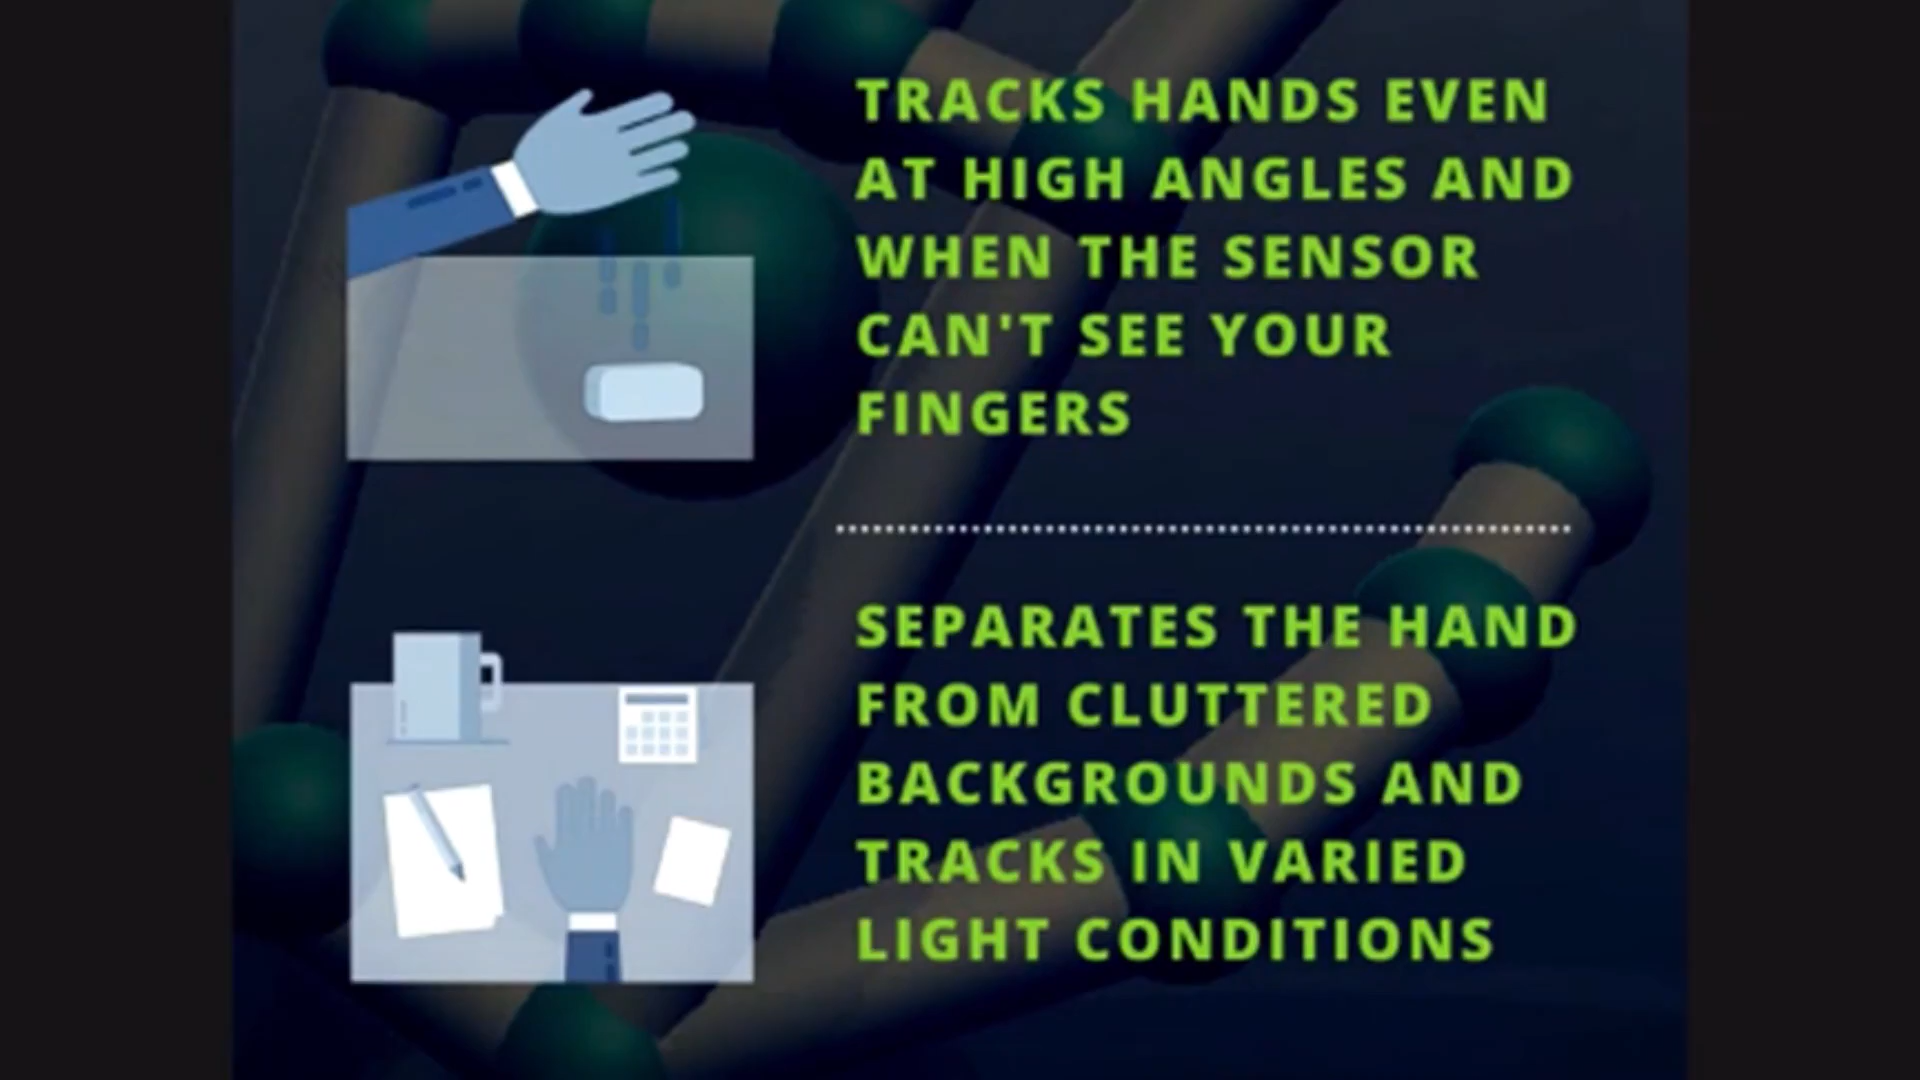 TRACKS HANDS EVEN
AT HIGH ANGLES AND
WHEN THE SENSOR
CAN'T SEE YOUR
FINGERS
SEPARATES THE HAND
FROM CLUTTERED
BACKGROUNDS AND
TRACKS IN VARIED
LIGHT CONDITIONS